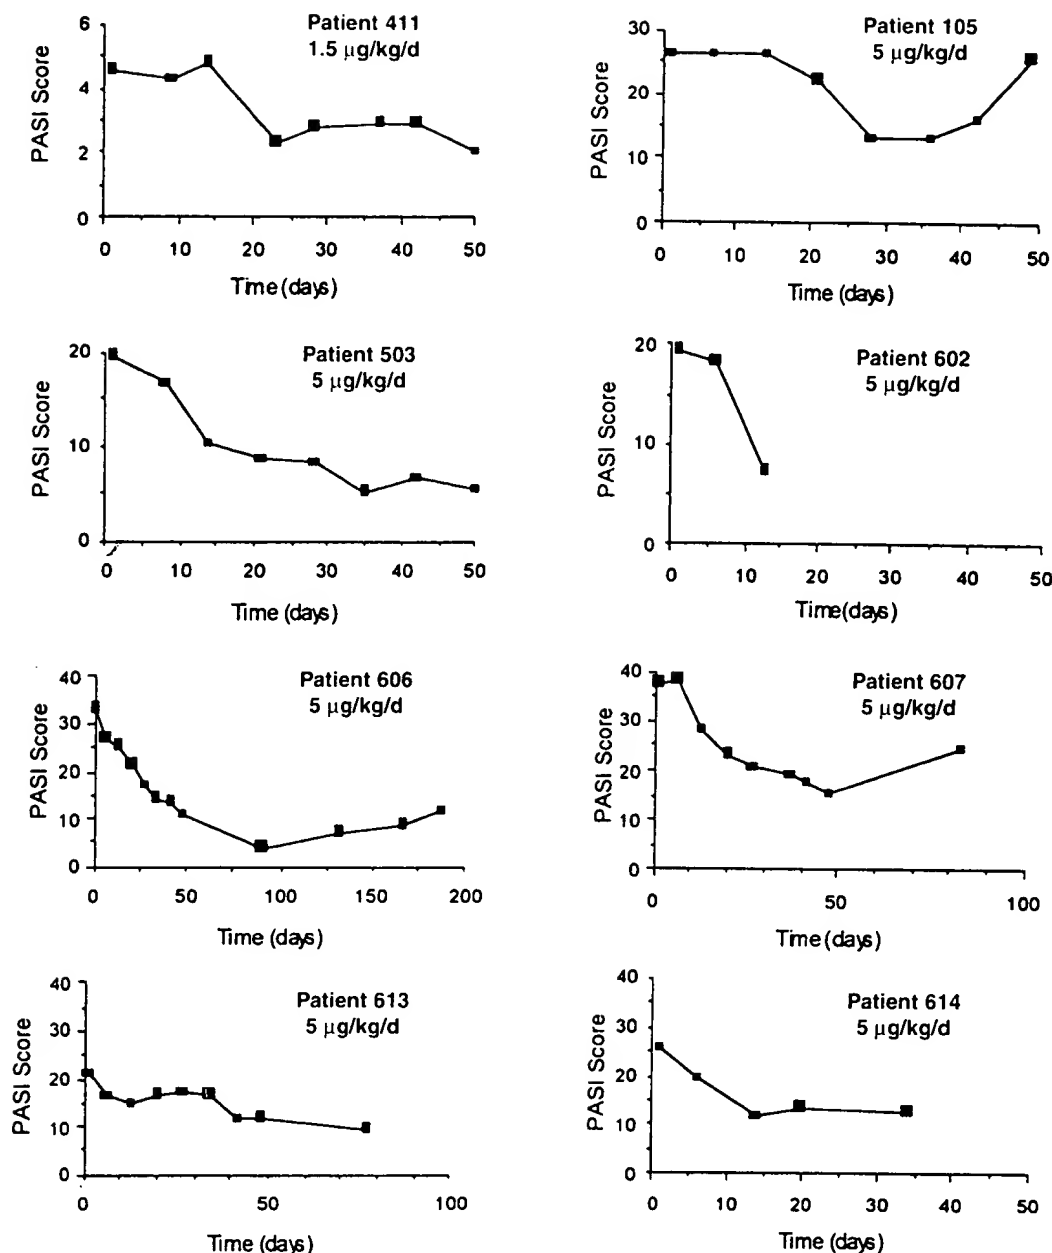 Patient 411
1.5 µg/kg/d
PASI Score
6
4
2
0
0 10 20 30 40 50
Time (days)
Patient 105
5 µg/kg/d
PASI Score
30
20
10
0
0 10 20 30 40 50
Time (days)
Patient 503
5 µg/kg/d
PASI Score
20
10
0
0 10 20 30 40 50
Time (days)
Patient 602
5 µg/kg/d
PASI Score
20
10
0
0 10 20 30 40 50
Time(days)
Patient 606
5 µg/kg/d
PASI Score
40
30
20
10
0
0 50 100 150 200
Time (days)
Patient 607
5 µg/kg/d
PASI Score
40
30
20
10
0
0 50 100
Time (days)
Patient 613
5 µg/kg/d
PASI Score
40
30
20
10
0
0 50 100
Time (days)
Patient 614
5 µg/kg/d
PASI Score
40
30
20
10
0
0 10 20 30 40 50
Time (days)